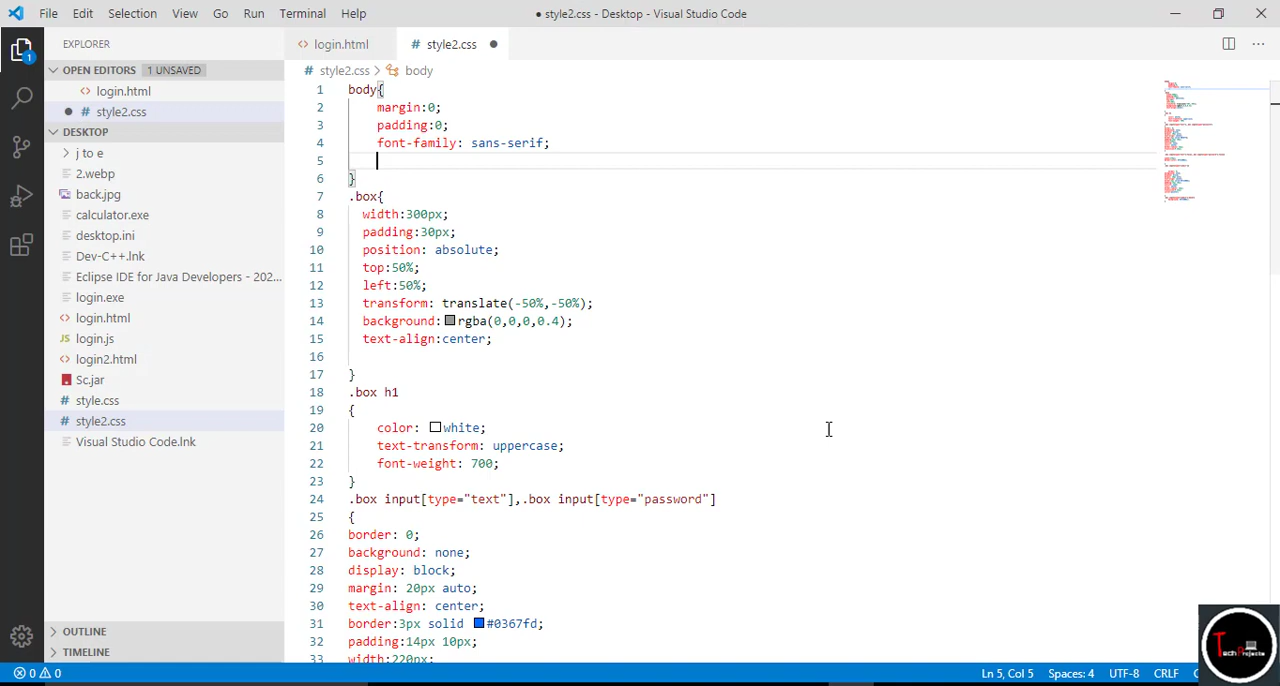 File Edit Selection View Go Run Terminal Help
● style2.css - Desktop - Visual Studio Code
EXPLORER
OPEN EDITORS 1 UNSAVED
<> login.html
● # style2.css
DESKTOP
j to e
2.webp
back.jpg
calculator.exe
desktop.ini
Dev-C++.lnk
Eclipse IDE for Java Developers - 202...
login.exe
<> login.html
JS login.js
<> login2.html
Sc.jar
# style.css
# style2.css
Visual Studio Code.lnk
OUTLINE
TIMELINE
1
<> login.html # style2.css ●
# style2.css > body
1 body{
2 margin:0;
3 padding:0;
4 font-family: sans-serif;
5
6 }
7 .box{
8 width:300px;
9 padding:30px;
10 position: absolute;
11 top:50%;
12 left:50%;
13 transform: translate(-50%,-50%);
14 background:rgba(0,0,0,0.4);
15 text-align:center;
16
17 }
18 .box h1
19 {
20 color: white;
21 text-transform: uppercase;
22 font-weight: 700;
23 }
24 .box input[type="text"],.box input[type="password"]
25 {
26 border: 0;
27 background: none;
28 display: block;
29 margin: 20px auto;
30 text-align: center;
31 border:3px solid #0367fd;
32 padding:14px 10px;
33 width:220px;
0 0
Ln 5, Col 5 Spaces: 4 UTF-8 CRLF
Tech Projects